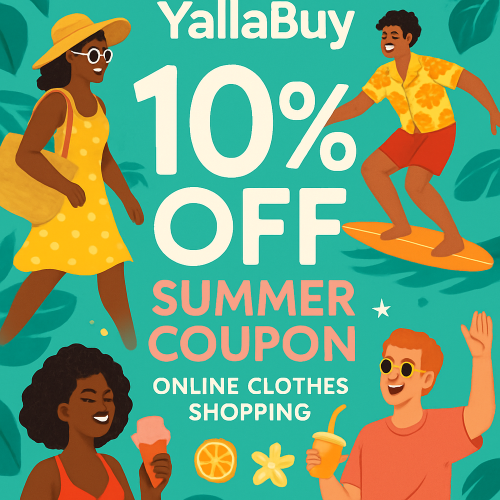 YallaBuy
10%
OFF
SUMMER
COUPON
ONLINE CLOTHES
SHOPPING